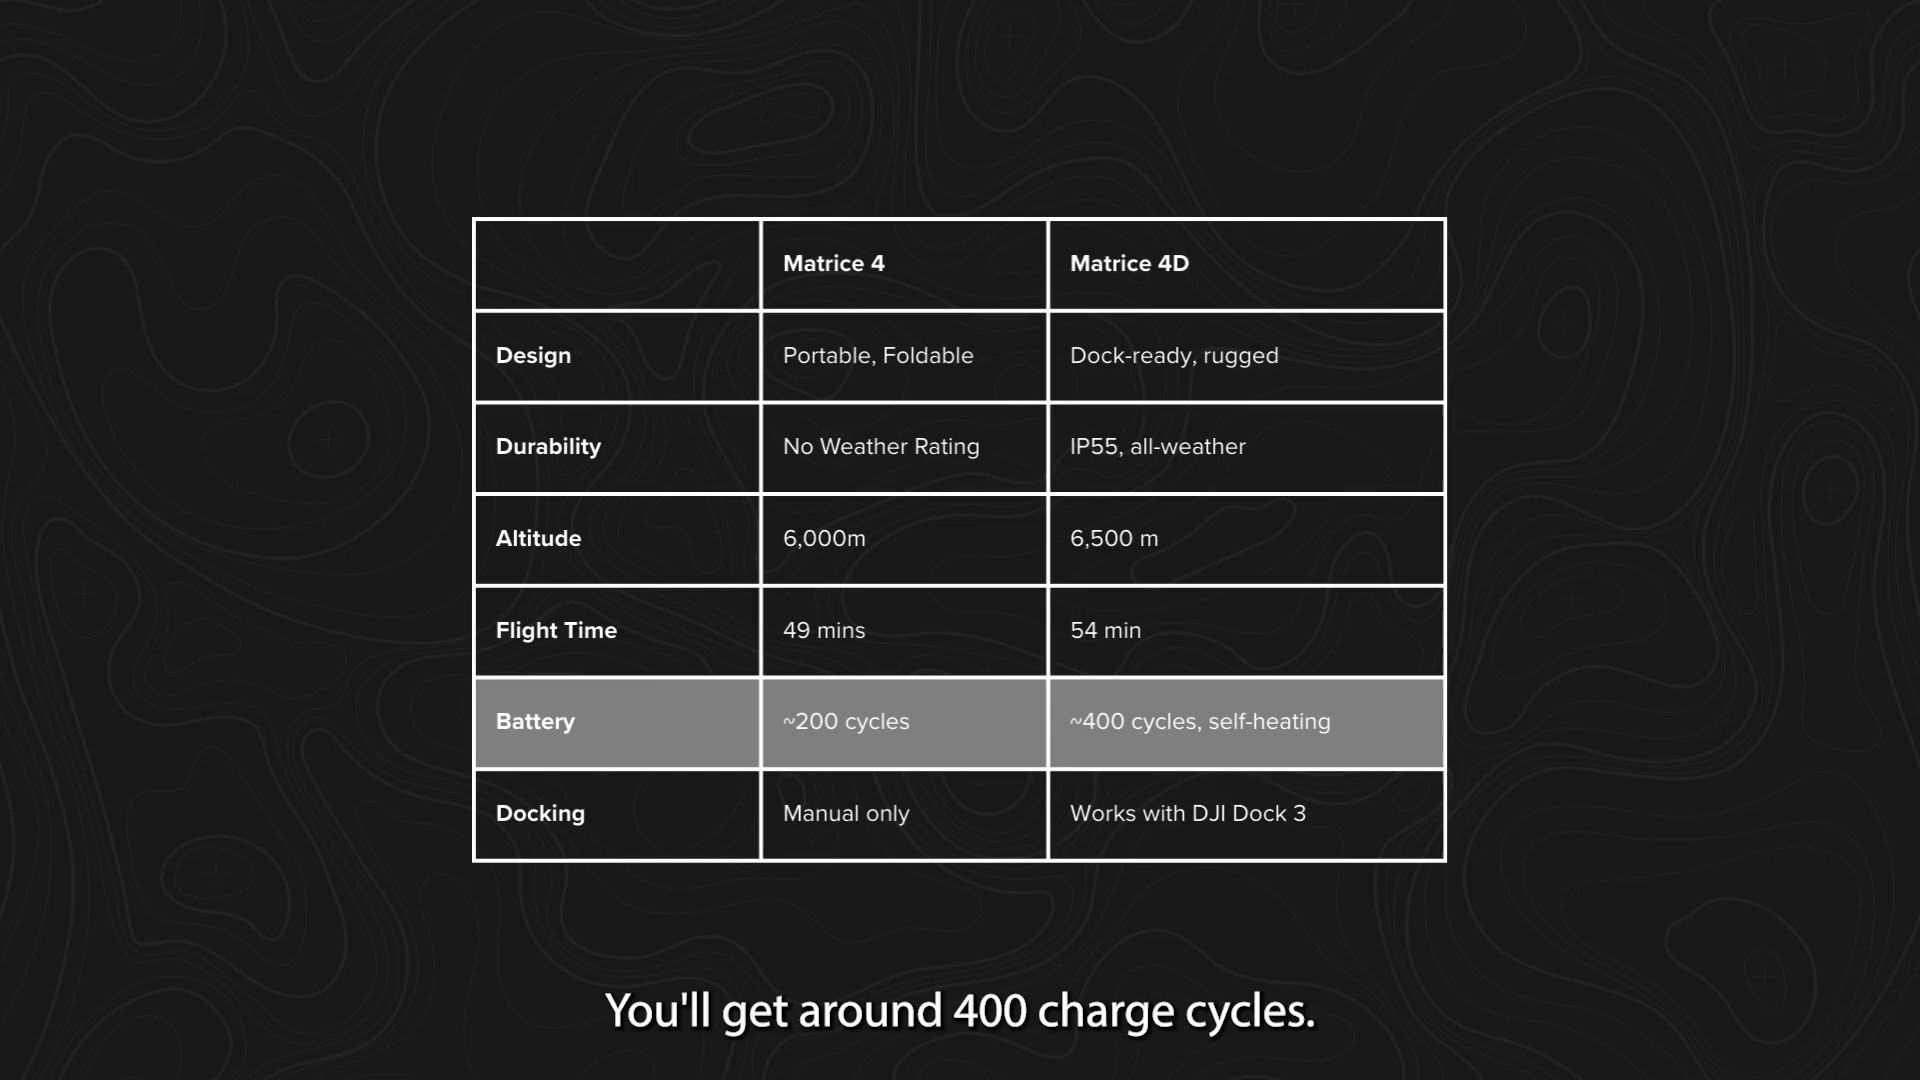 Matrice 4 Matrice 4D
Design Portable, Foldable Dock-ready, rugged
Durability No Weather Rating IP55, all-weather
Altitude 6,000m 6,500 m
Flight Time 49 mins 54 min
Battery ~200 cycles ~400 cycles, self-heating
Docking Manual only Works with DJI Dock 3
You'll get around 400 charge cycles.